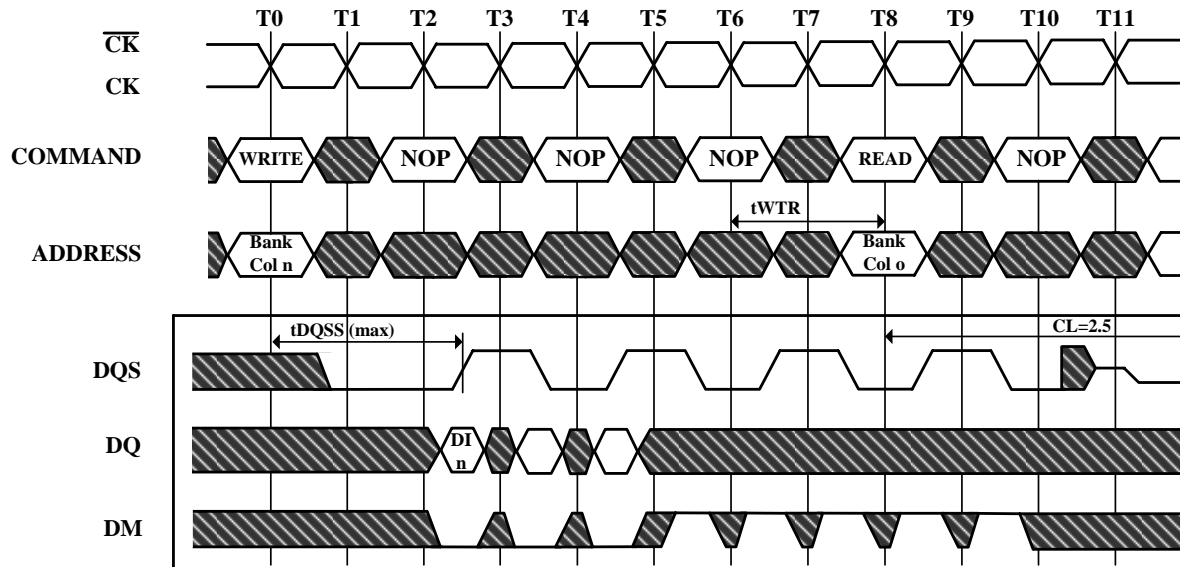 T0 T1 T2 T3 T4 T5 T6 T7 T8 T9 T10 T11
CK
CK
COMMAND WRITE NOP NOP NOP READ NOP
tWTR
ADDRESS Bank Col n Bank Col o
tDQSS (max) CL=2.5
DQS
DQ DI n
DM